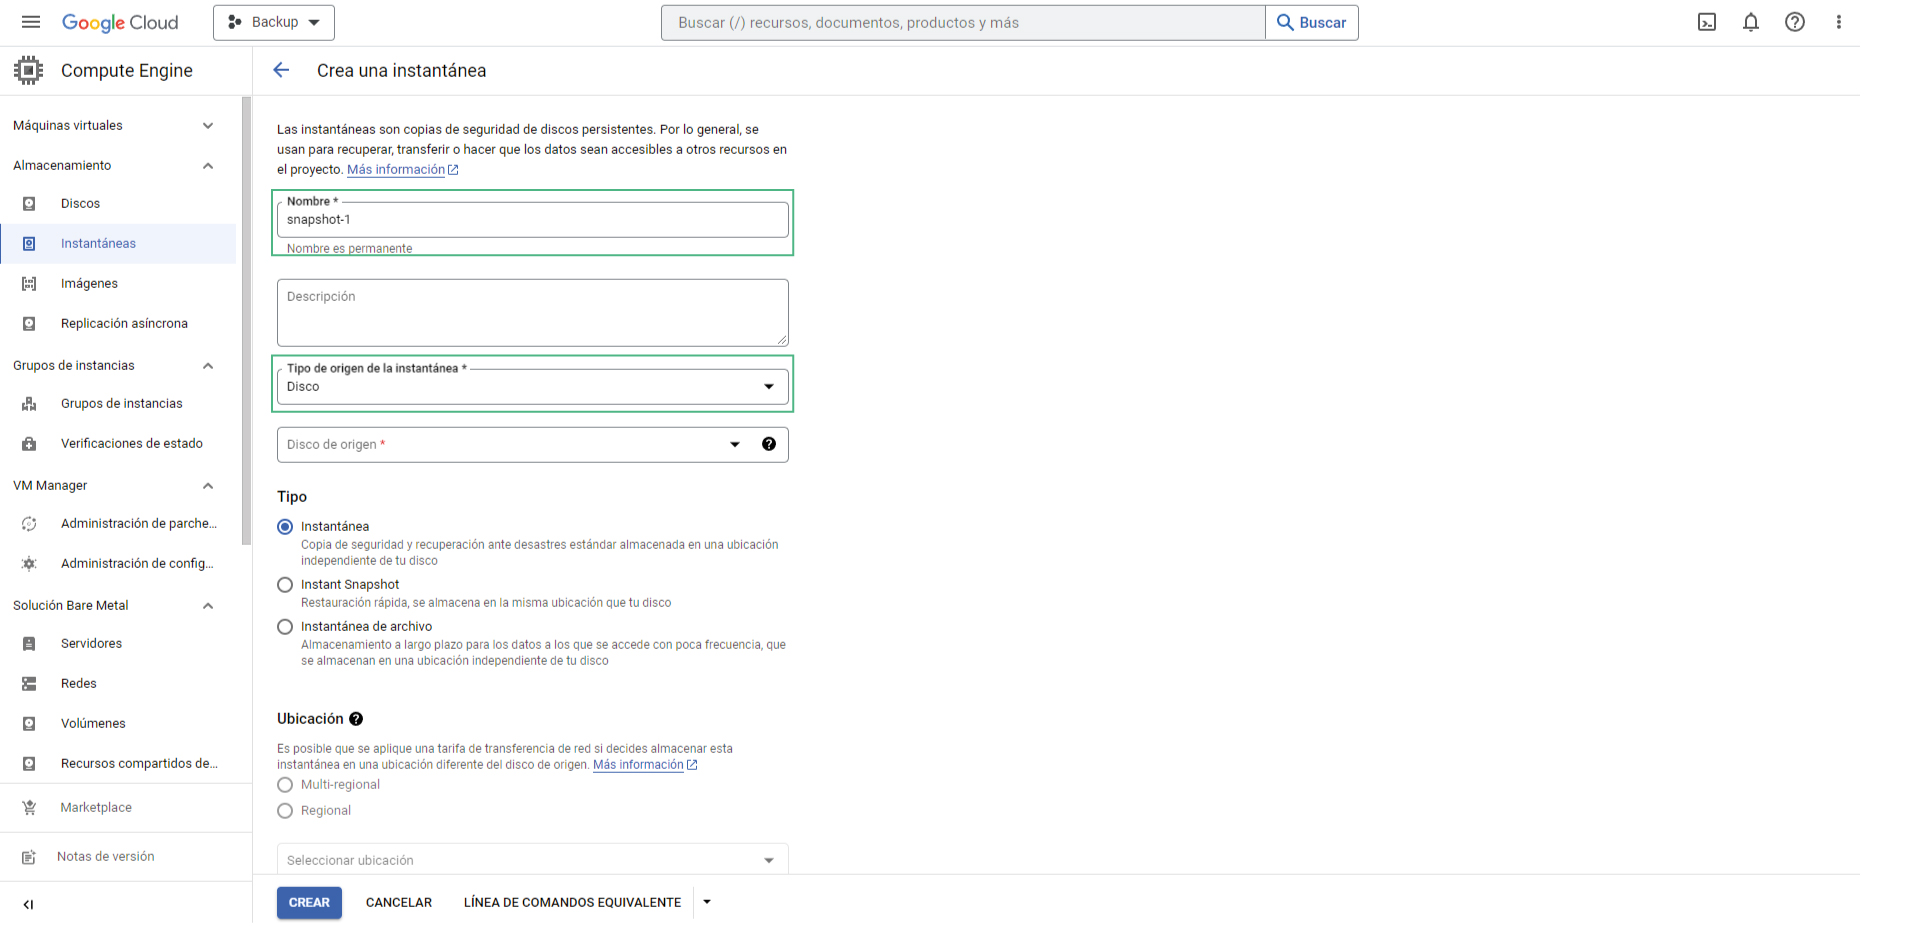 Google Cloud
Backup
Buscar (/) recursos, documentos, productos y más
Buscar
Compute Engine
Crea una instantánea
Máquinas virtuales
Almacenamiento
Discos
Instantáneas
Imágenes
Replicación asíncrona
Grupos de instancias
Grupos de instancias
Verificaciones de estado
VM Manager
Administración de parche...
Administración de config...
Solución Bare Metal
Servidores
Redes
Volúmenes
Recursos compartidos de...
Marketplace
Notas de versión
Las instantáneas son copias de seguridad de discos persistentes. Por lo general, se
usan para recuperar, transferir o hacer que los datos sean accesibles a otros recursos en
el proyecto. Más información
Nombre *
snapshot-1
Nombre es permanente
Descripción
Tipo de origen de la instantánea *
Disco
Disco de origen *
Tipo
Instantánea
Copia de seguridad y recuperación ante desastres estándar almacenada en una ubicación
independiente de tu disco
Instant Snapshot
Restauración rápida, se almacena en la misma ubicación que tu disco
Instantánea de archivo
Almacenamiento a largo plazo para los datos a los que se accede con poca frecuencia, que
se almacenan en una ubicación independiente de tu disco
Ubicación
Es posible que se aplique una tarifa de transferencia de red si decides almacenar esta
instantánea en una ubicación diferente del disco de origen. Más información
Multi-regional
Regional
Seleccionar ubicación
CREAR
CANCELAR
LÍNEA DE COMANDOS EQUIVALENTE